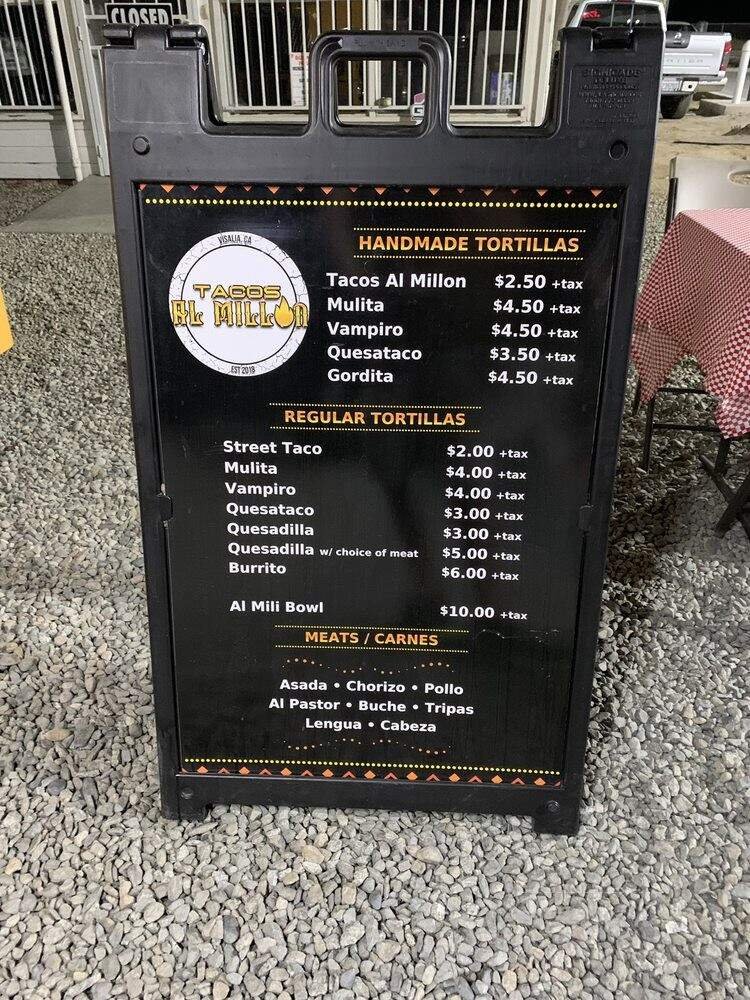 CLOSED
SIGNICADE
DELUXE
VISALIA, CA
TACOS
AL MILLON
EST 2018
HANDMADE TORTILLAS
Tacos Al Millon $2.50 +tax
Mulita $4.50 +tax
Vampiro $4.50 +tax
Quesataco $3.50 +tax
Gordita $4.50 +tax
REGULAR TORTILLAS
Street Taco $2.00 +tax
Mulita $4.00 +tax
Vampiro $4.00 +tax
Quesataco $3.00 +tax
Quesadilla $3.00 +tax
Quesadilla w/ choice of meat $5.00 +tax
Burrito $6.00 +tax
Al Mili Bowl $10.00 +tax
MEATS / CARNES
Asada • Chorizo • Pollo
Al Pastor • Buche • Tripas
Lengua • Cabeza